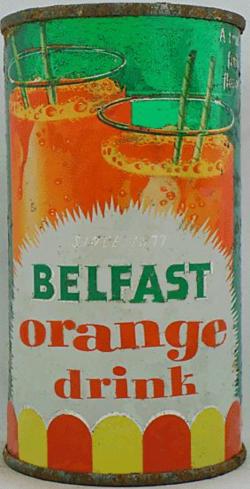 SINCE 1877
BELFAST
orange
drink